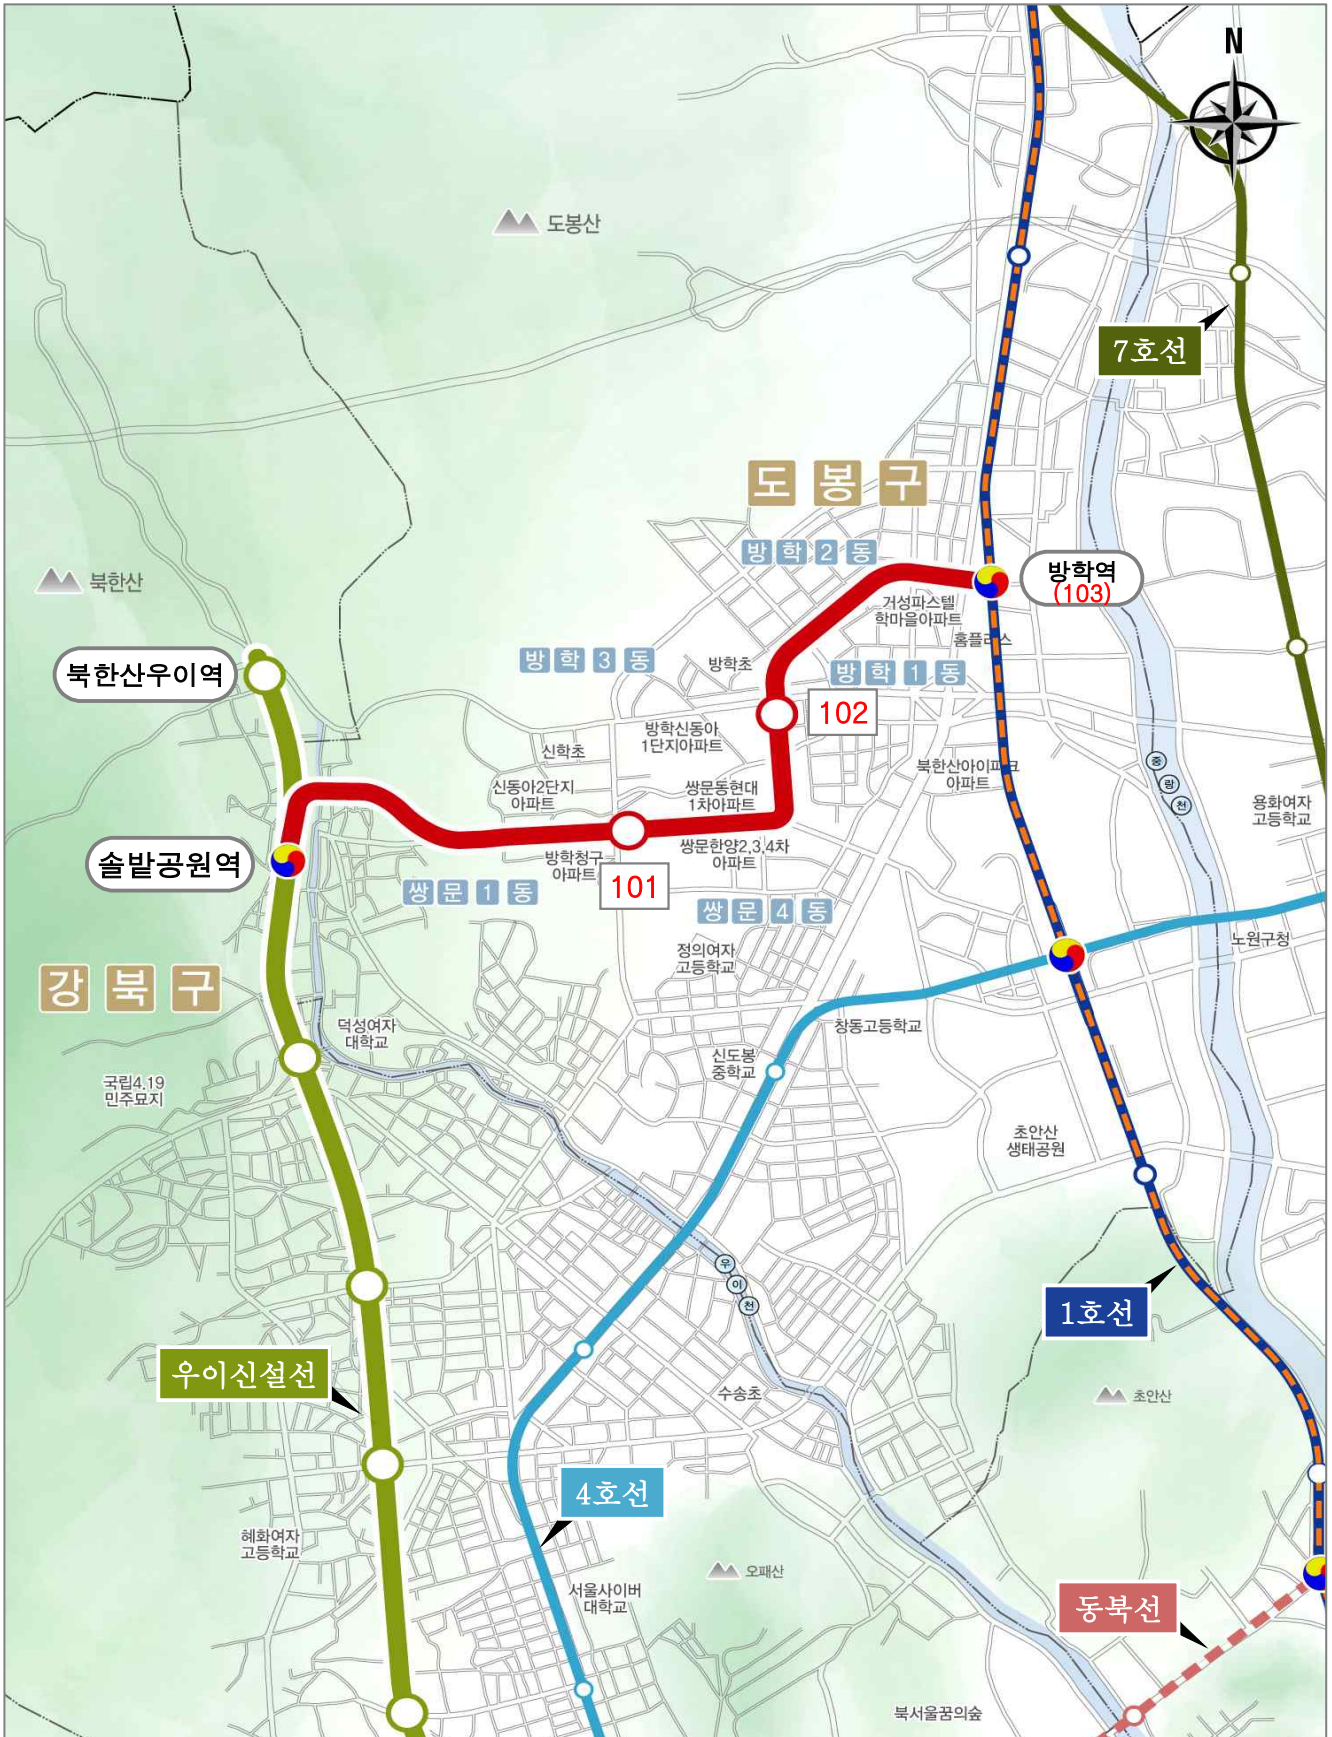 N
도봉산
7호선
도봉구
방학2동
북한산
방학역
(103)
거성파스텔
학마을아파트
홈플러스
방학3동
방학초
방학1동
북한산우이역
102
방학신동아
1단지아파트
신학초
북한산아이파크
아파트
중랑천
신동아2단지
아파트
쌍문동현대
1차아파트
용화여자
고등학교
솔밭공원역
방학청구
아파트
쌍문한양2,3,4차
아파트
101
쌍문1동
쌍문4동
노원구청
정의여자
고등학교
강북구
덕성여자
대학교
창동고등학교
신도봉
중학교
국립4.19
민주묘지
초안산
생태공원
우이천
1호선
우이신설선
수송초
초안산
4호선
혜화여자
고등학교
오패산
서울사이버
대학교
동북선
북서울꿈의숲